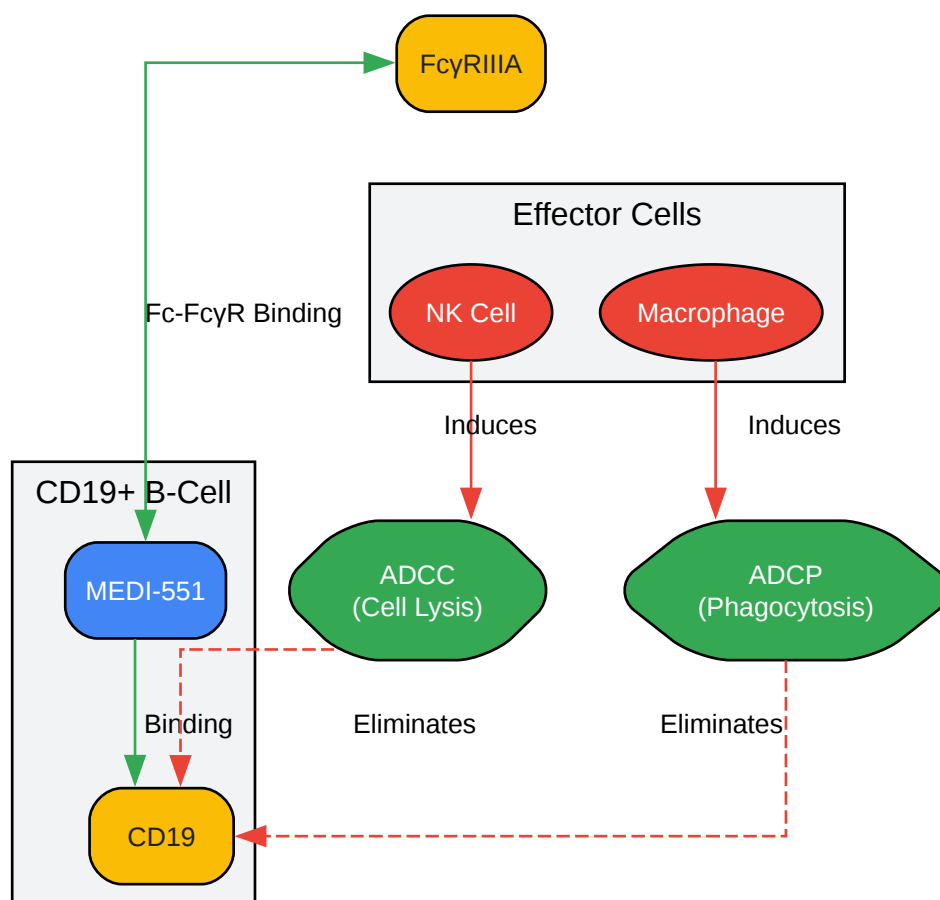 FcγRIIIA
Effector Cells
NK Cell
Macrophage
Fc-FcγR Binding
Induces
Induces
CD19+ B-Cell
MEDI-551
ADCC
(Cell Lysis)
ADCP
(Phagocytosis)
Binding
Eliminates
Eliminates
CD19